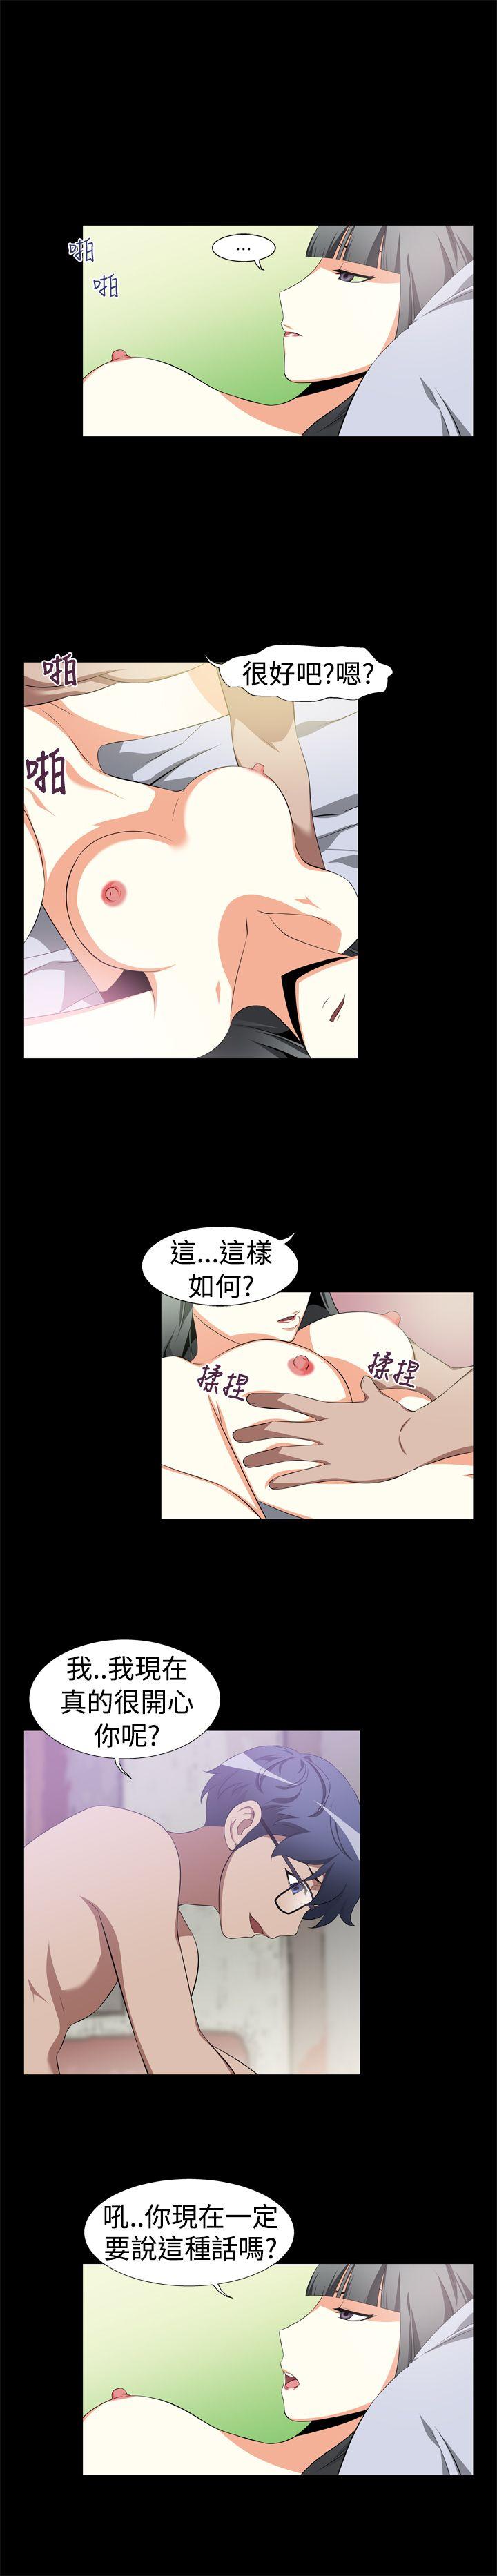 啪
啪
...
啪
啪
很好吧?嗯?
這...這樣
如何?
揉捏
揉捏
我..我現在
真的很開心
你呢?
吼..你現在一定
要說這種話嗎?